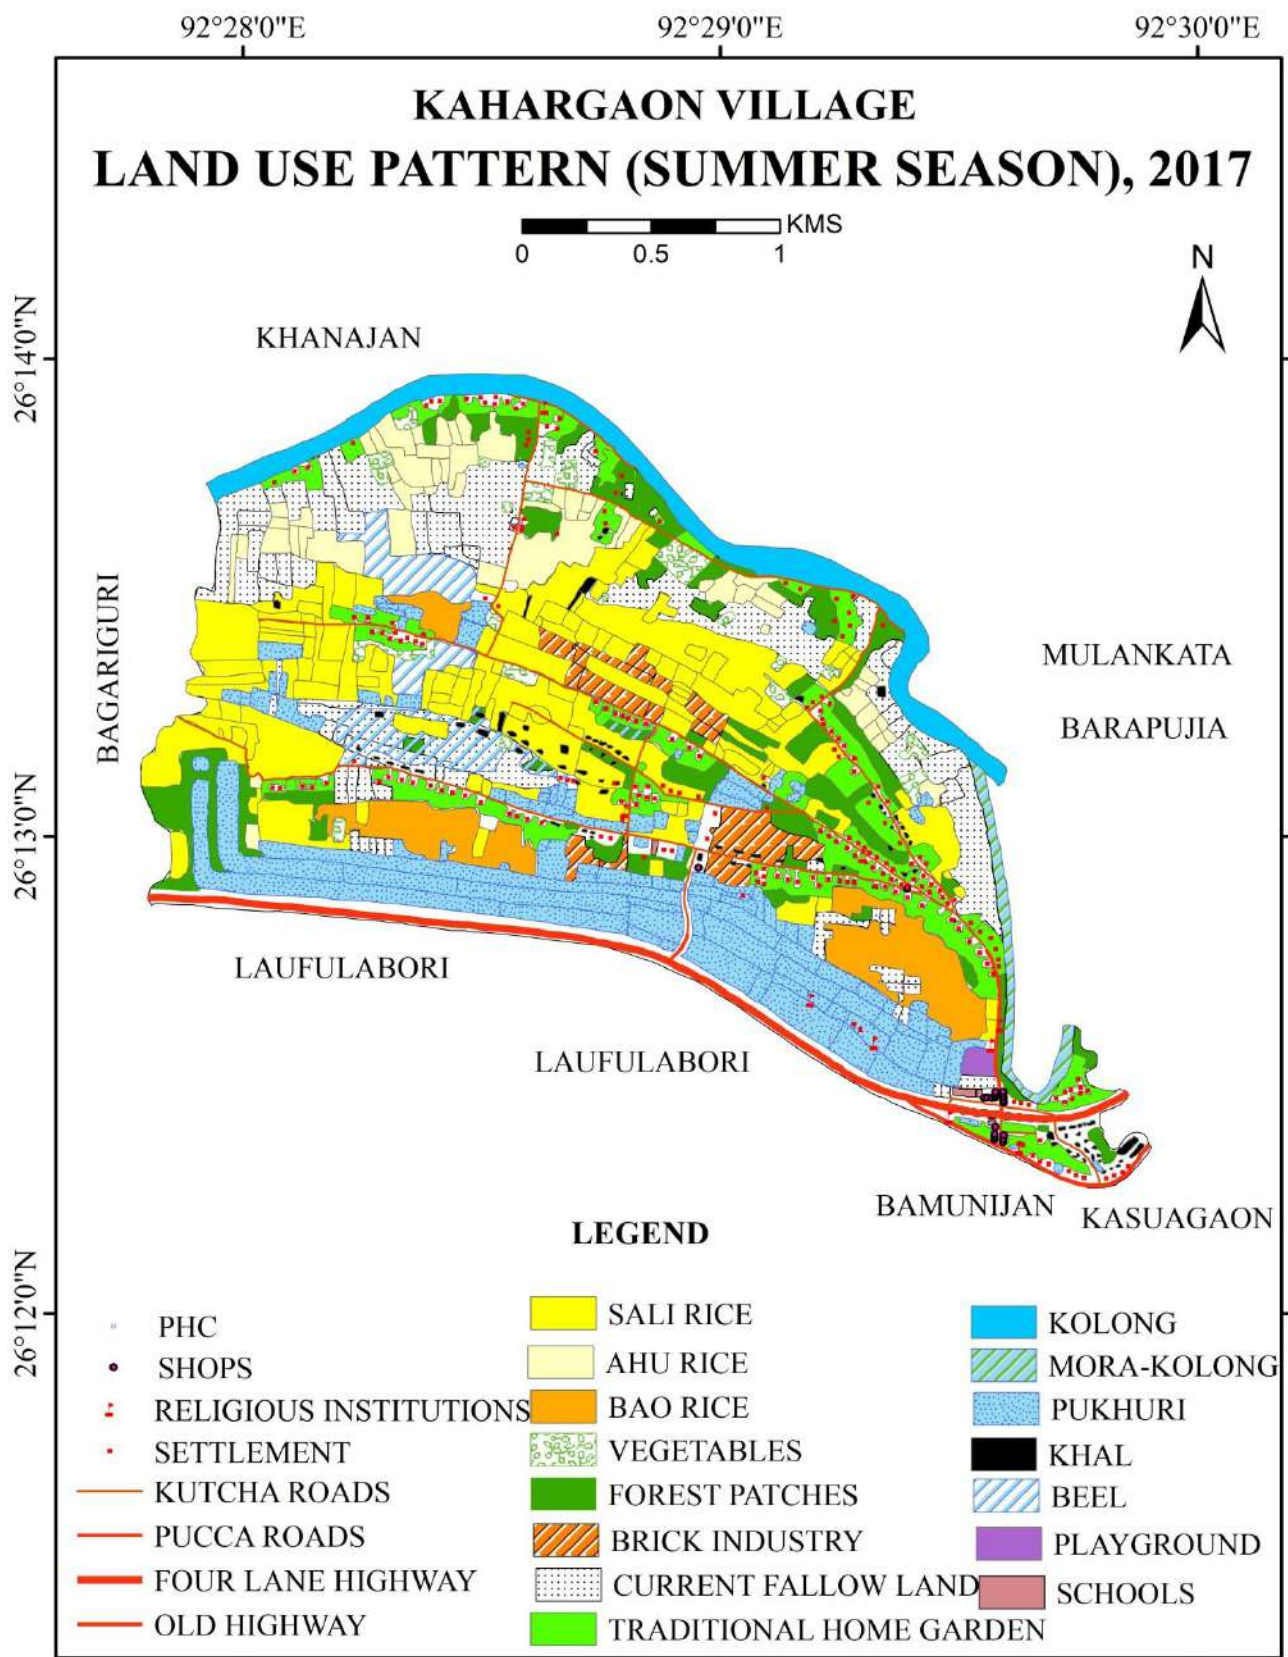 92°28'0"E 92°29'0"E 92°30'0"E
KAHARGAON VILLAGE
LAND USE PATTERN (SUMMER SEASON), 2017
KMS
0 0.5 1
N
26°14'0"N
KHANAJAN
BAGARIGURI
MULANKATA
BARAPUJIA
26°13'0"N
LAUFULABORI
LAUFULABORI
BAMUNIJAN
KASUAGAON
26°12'0"N
LEGEND
PHC
SHOPS
RELIGIOUS INSTITUTIONS
SETTLEMENT
KUTCHA ROADS
PUCCA ROADS
FOUR LANE HIGHWAY
OLD HIGHWAY
SALI RICE
AHU RICE
BAO RICE
VEGETABLES
FOREST PATCHES
BRICK INDUSTRY
CURRENT FALLOW LAND
TRADITIONAL HOME GARDEN
KOLONG
MORA-KOLONG
PUKHURI
KHAL
BEEL
PLAYGROUND
SCHOOLS